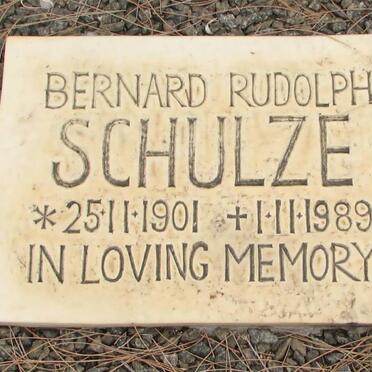 BERNARD RUDOLPH
SCHULZE
* 25·11·1901 + 1·11·1989
IN LOVING MEMORY